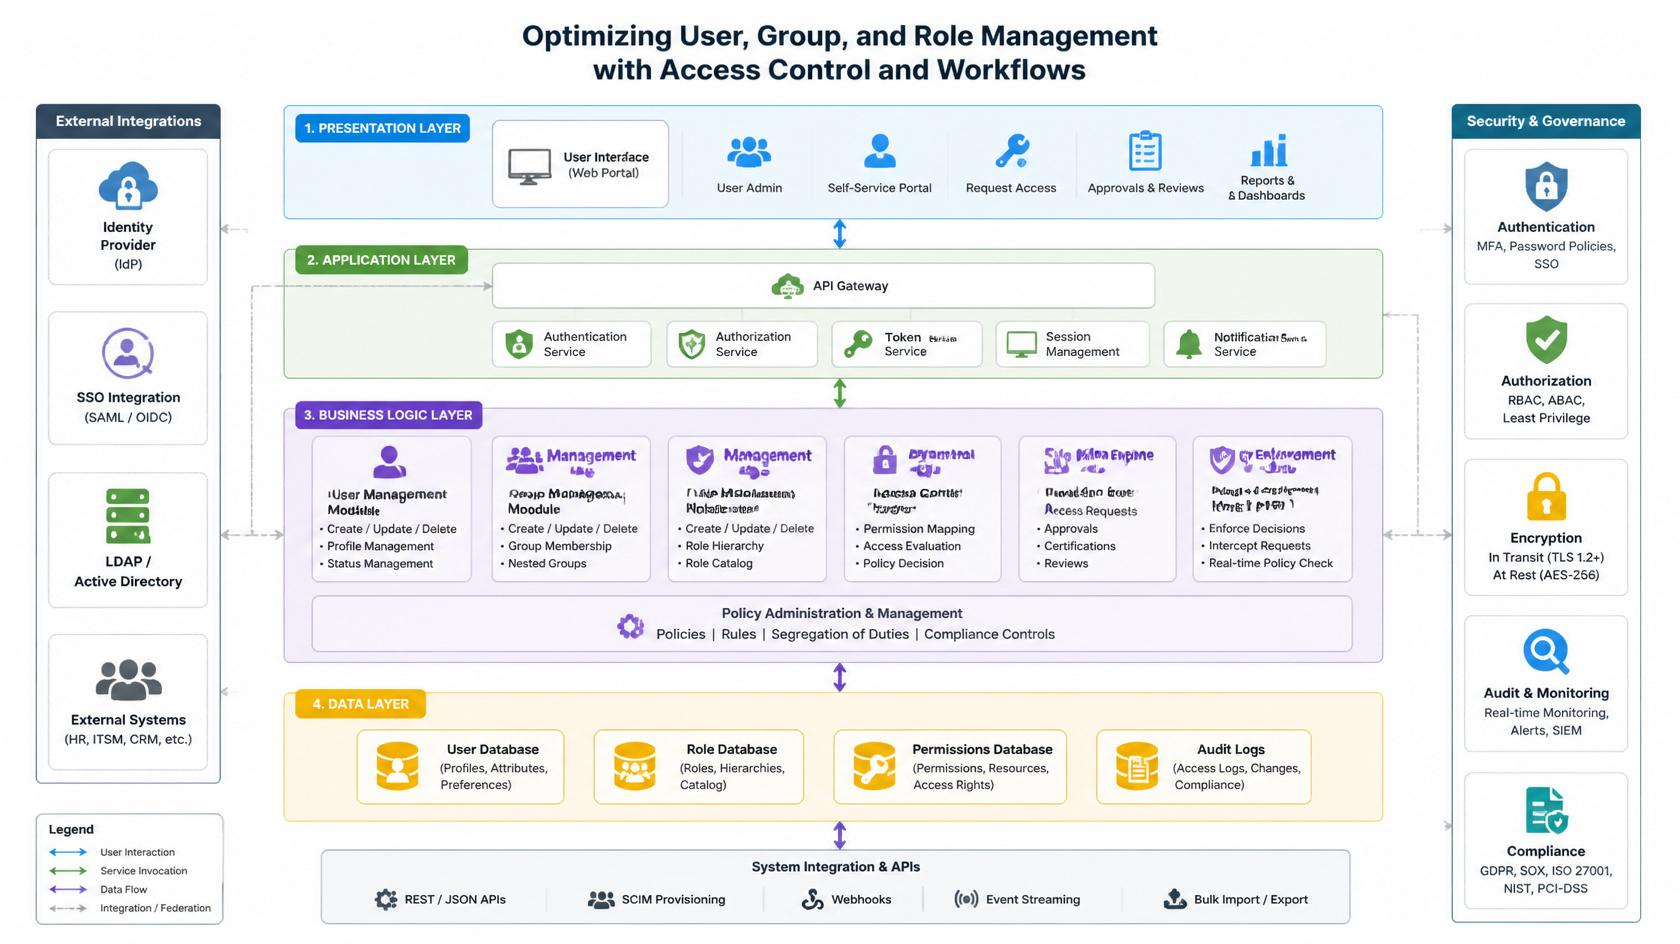 Optimizing User, Group, and Role Management
with Access Control and Workflows
External Integrations
Identity
Provider
(IdP)
SSO Integration
(SAML / OIDC)
LDAP /
Active Directory
External Systems
(HR, ITSM, CRM, etc.)
Legend
User Interaction
Service Invocation
Data Flow
Integration / Federation
1. PRESENTATION LAYER
User Interface
(Web Portal)
User Admin
Self-Service Portal
Request Access
Approvals & Reviews
Reports &
& Dashboards
2. APPLICATION LAYER
API Gateway
Authentication
Service
Authorization
Service
Token
Service
Session
Management
Notification
Service
3. BUSINESS LOGIC LAYER
User Management
• Create / Update / Delete
• Profile Management
• Status Management
Management
Moodule
• Create / Update / Delete
• Group Membership
• Nested Groups
Management
• Create / Update / Delete
• Role Hierarchy
• Role Catalog
• Permission Mapping
• Access Evaluation
• Policy Decision
Engine
Access Requests
• Approvals
• Certifications
• Reviews
• Enforce Decisions
• Intercept Requests
• Real-time Policy Check
Policy Administration & Management
Policies | Rules | Segregation of Duties | Compliance Controls
4. DATA LAYER
User Database
(Profiles, Attributes,
Preferences)
Role Database
(Roles, Hierarchies,
Catalog)
Permissions Database
(Permissions, Resources,
Access Rights)
Audit Logs
(Access Logs, Changes,
Compliance)
System Integration & APIs
REST / JSON APIs
SCIM Provisioning
Webhooks
Event Streaming
Bulk Import / Export
Security & Governance
Authentication
MFA, Password Policies,
SSO
Authorization
RBAC, ABAC,
Least Privilege
Encryption
In Transit (TLS 1.2+)
At Rest (AES-256)
Audit & Monitoring
Real-time Monitoring,
Alerts, SIEM
Compliance
GDPR, SOX, ISO 27001,
NIST, PCI-DSS